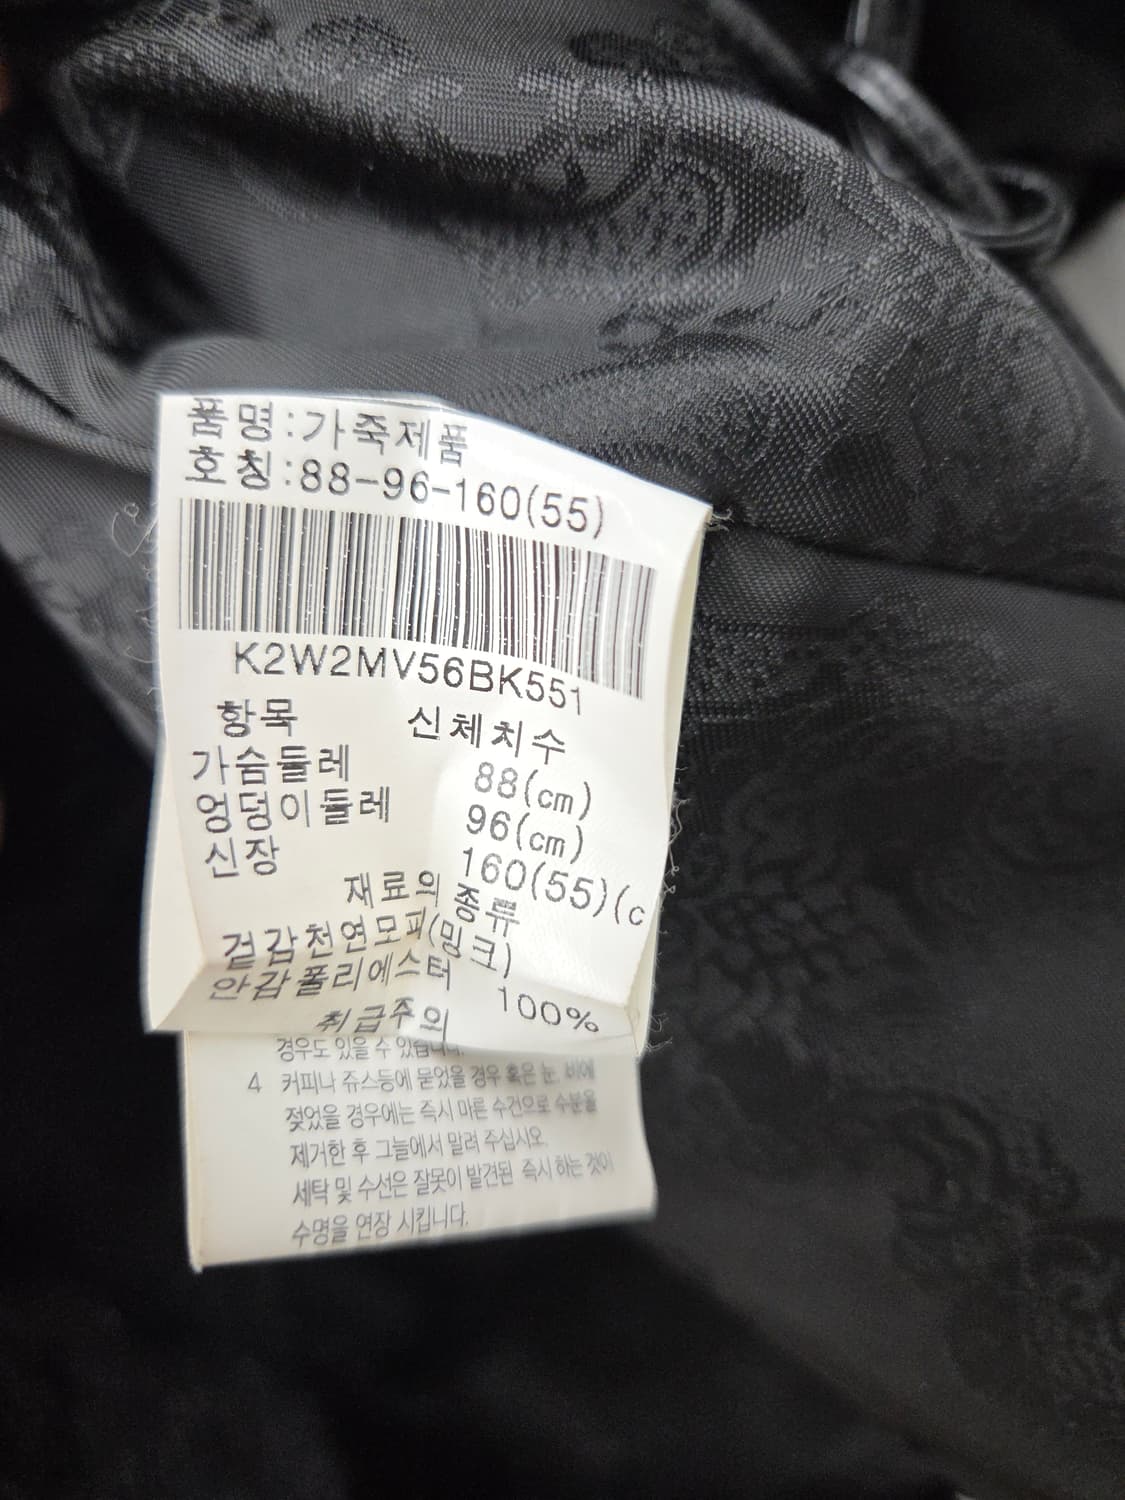 품명:가죽제품
호칭:88-96-160(55)
K2W2MV56BK551
항목 신체치수
가슴둘레 88(cm)
엉덩이둘레 96(cm)
신장 160(55)(c
재료의 종류
겉감천연모피(밍크)
안감폴리에스터 100%
취급주의
경우도 있을 수 있습니다.
4 커피나 쥬스등에 묻었을 경우 혹은 눈, 비에
젖었을 경우에는 즉시 마른 수건으로 수분을
제거한 후 그늘에서 말려 주십시오.
세탁 및 수선은 잘못이 발견된 즉시 하는 것이
수명을 연장 시킵니다.